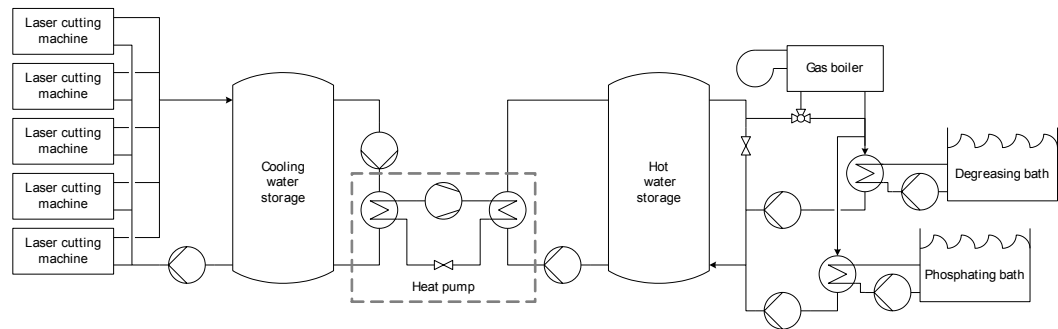 Laser cutting
machine
Laser cutting
machine
Laser cutting
machine
Laser cutting
machine
Laser cutting
machine
Cooling
water
storage
Heat pump
Hot
water
storage
Gas boiler
Degreasing bath
Phosphating bath